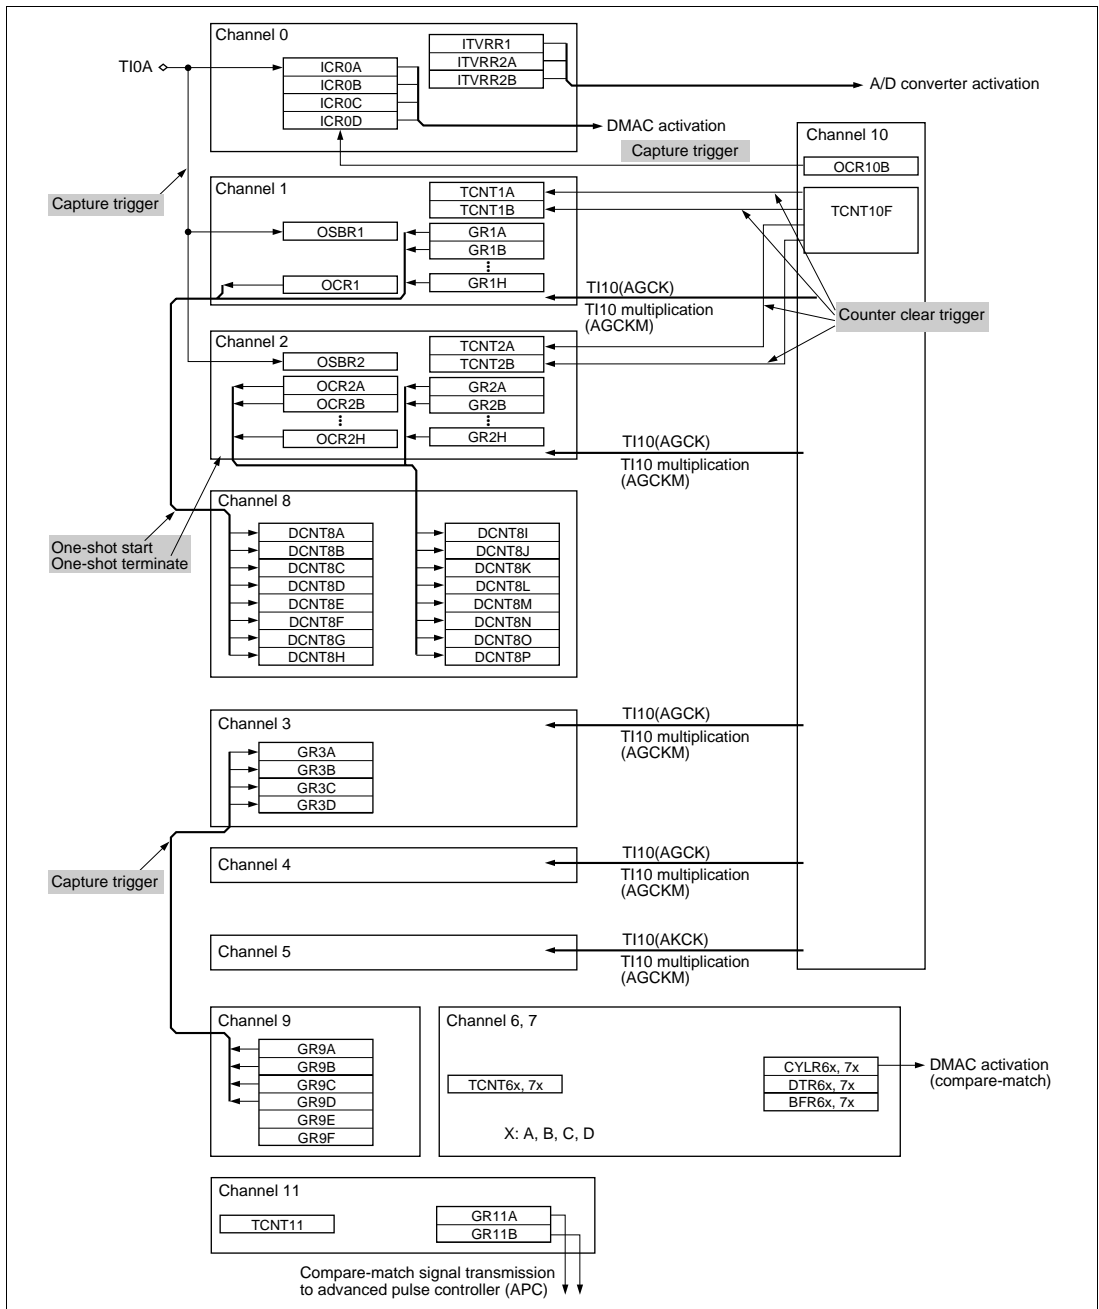 Channel 0
ITVRR1
ITVRR2A
ITVRR2B
TI0A
ICR0A
ICR0B
ICR0C
ICR0D
A/D converter activation
DMAC activation
Capture trigger
Channel 10
OCR10B
TCNT10F
Capture trigger
Channel 1
TCNT1A
TCNT1B
OSBR1
GR1A
GR1B
GR1H
OCR1
TI10(AGCK)
TI10 multiplication
(AGCKM)
Counter clear trigger
Channel 2
TCNT2A
TCNT2B
OSBR2
OCR2A
OCR2B
OCR2H
GR2A
GR2B
GR2H
TI10(AGCK)
TI10 multiplication
(AGCKM)
Channel 8
One-shot start
One-shot terminate
DCNT8A
DCNT8B
DCNT8C
DCNT8D
DCNT8E
DCNT8F
DCNT8G
DCNT8H
DCNT8I
DCNT8J
DCNT8K
DCNT8L
DCNT8M
DCNT8N
DCNT8O
DCNT8P
Channel 3
GR3A
GR3B
GR3C
GR3D
TI10(AGCK)
TI10 multiplication
(AGCKM)
Capture trigger
Channel 4
TI10(AGCK)
TI10 multiplication
(AGCKM)
Channel 5
TI10(AKCK)
TI10 multiplication
(AGCKM)
Channel 9
GR9A
GR9B
GR9C
GR9D
GR9E
GR9F
Channel 6, 7
TCNT6x, 7x
CYLR6x, 7x
DTR6x, 7x
BFR6x, 7x
X: A, B, C, D
DMAC activation
(compare-match)
Channel 11
TCNT11
GR11A
GR11B
Compare-match signal transmission
to advanced pulse controller (APC)